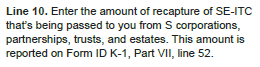 Line 10. Enter the amount of recapture of SE-ITC
that's being passed to you from S corporations,
partnerships, trusts, and estates. This amount is
reported on Form ID K-1, Part VII, line 52.